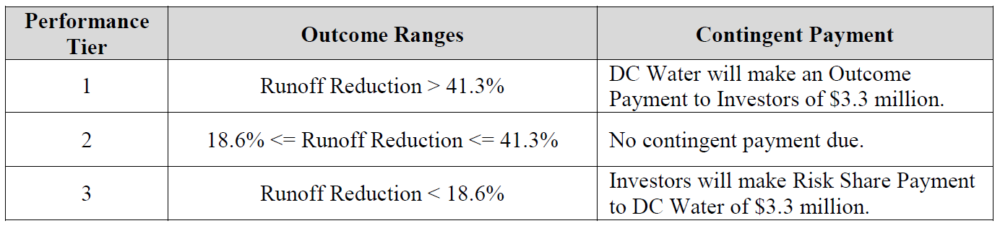 Performance
Tier
Outcome Ranges
Contingent Payment
1
Runoff Reduction > 41.3%
DC Water will make an Outcome
Payment to Investors of $3.3 million.
2
18.6% <= Runoff Reduction <= 41.3%
No contingent payment due.
3
Runoff Reduction < 18.6%
Investors will make Risk Share Payment
to DC Water of $3.3 million.